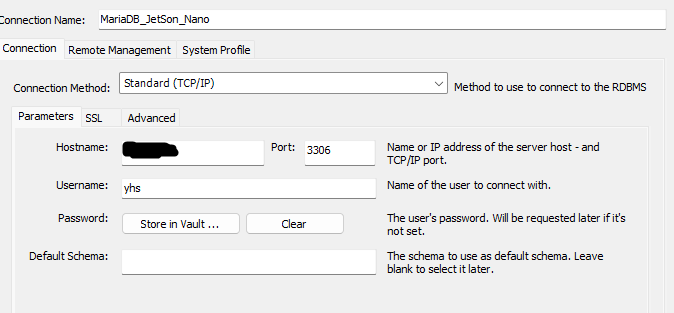 Connection Name: MariaDB_JetSon_Nano
Connection Remote Management System Profile
Connection Method: Standard (TCP/IP) Method to use to connect to the RDBMS
Parameters SSL Advanced
Hostname: Port: 3306 Name or IP address of the server host - and
TCP/IP port.
Username: yhs Name of the user to connect with.
Password: Store in Vault ... Clear The user's password. Will be requested later if it's
not set.
Default Schema: The schema to use as default schema. Leave
blank to select it later.